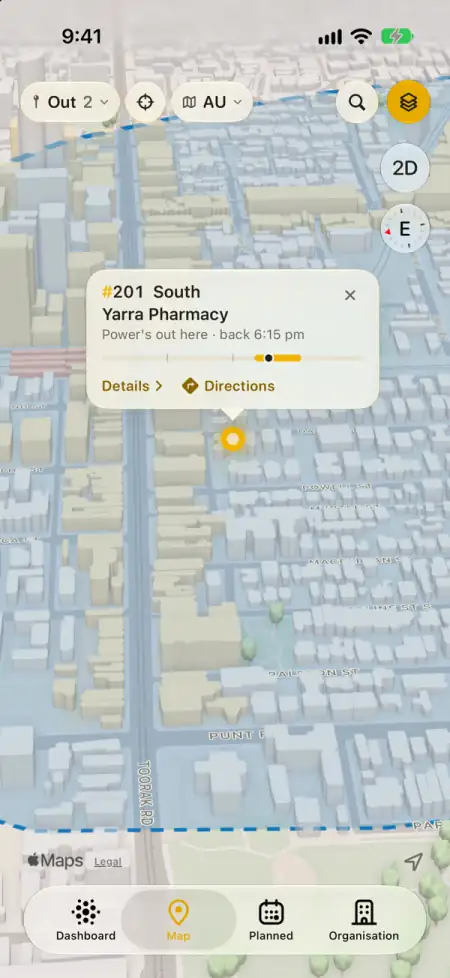 9:41
Out 2
AU
2D
E
#201 South
Yarra Pharmacy
Power's out here · back 6:15 pm
Details
Directions
PUNT
TOORAK RD
Maps Legal
Dashboard
Map
Planned
Organisation